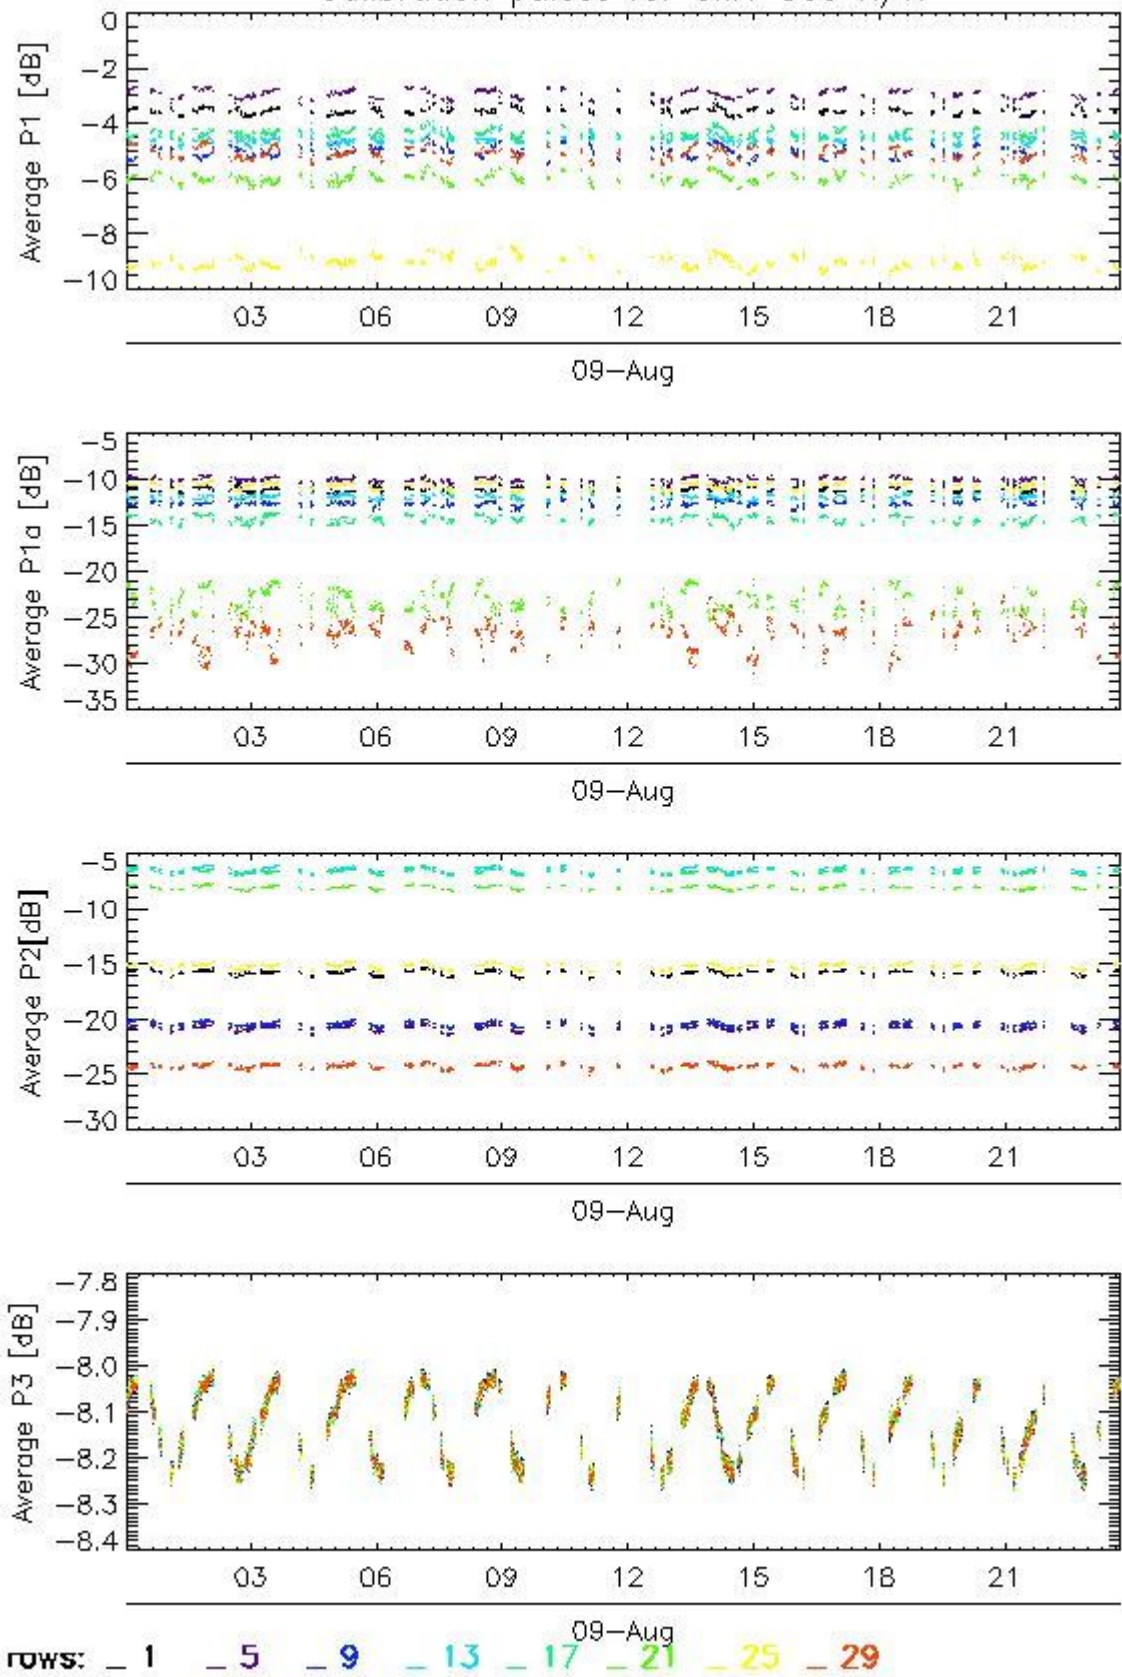 Average P1 [dB]
0
-2
-4
-6
-8
-10
03 06 09 12 15 18 21
09-Aug
Average P1a [dB]
-5
-10
-15
-20
-25
-30
-35
03 06 09 12 15 18 21
09-Aug
Average P2[dB]
-5
-10
-15
-20
-25
-30
03 06 09 12 15 18 21
09-Aug
Average P3 [dB]
-7.8
-7.9
-8.0
-8.1
-8.2
-8.3
-8.4
03 06 09 12 15 18 21
09-Aug
rows: _ 1 _ 5 _ 9 _ 13 _ 17 _ 21 _ 25 _ 29